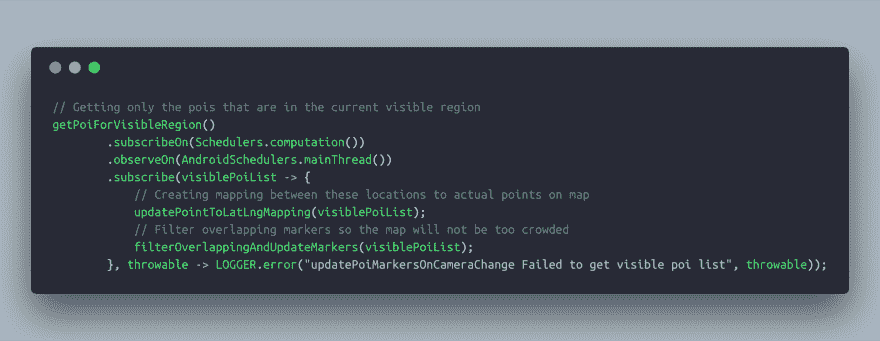 // Getting only the pois that are in the current visible region
getPoiForVisibleRegion()
        .subscribeOn(Schedulers.computation())
        .observeOn(AndroidSchedulers.mainThread())
        .subscribe(visiblePoiList -> {
            // Creating mapping between these locations to actual points on map
            updatePointToLatLngMapping(visiblePoiList);
            // Filter overlapping markers so the map will not be too crowded
            filterOverlappingAndUpdateMarkers(visiblePoiList);
        }, throwable -> LOGGER.error("updatePoiMarkersOnCameraChange Failed to get visible poi list", throwable));